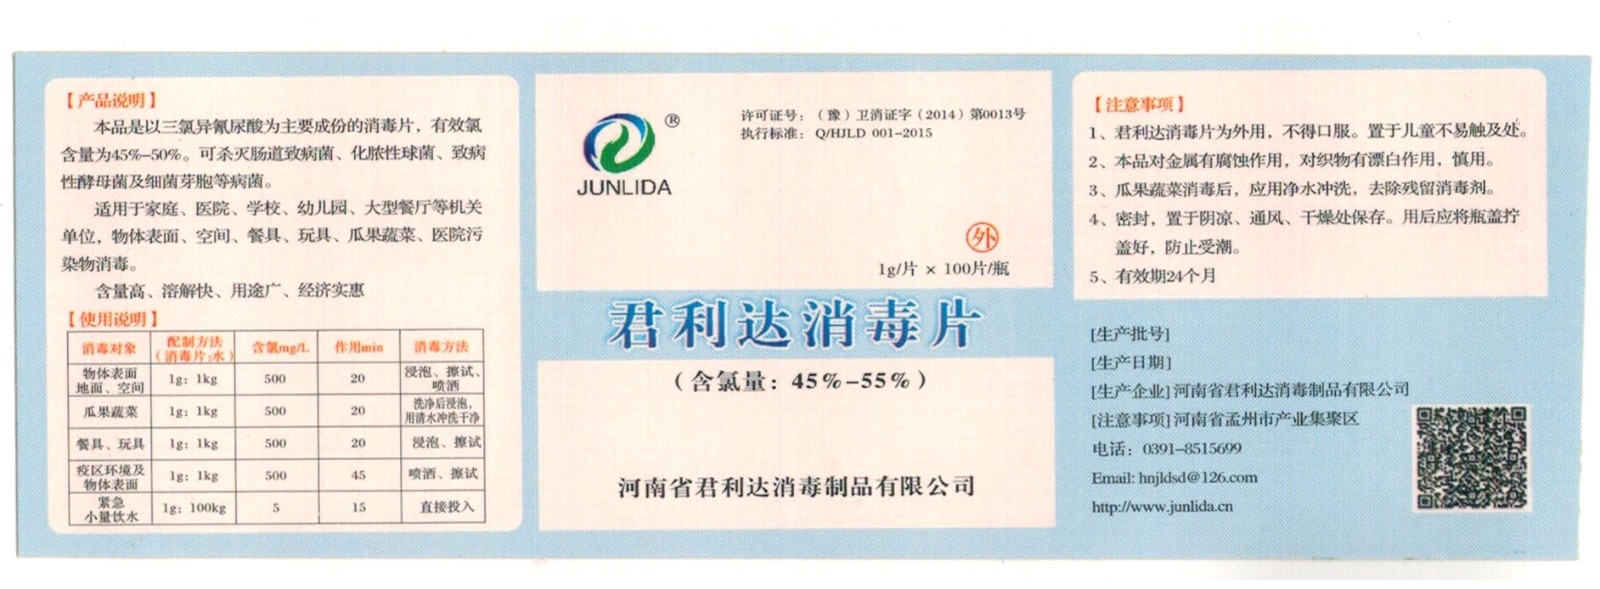 【产品说明】
本品是以三氯异氰尿酸为主要成份的消毒片，有效氯
含量为45%-50%。可杀灭肠道致病菌、化脓性球菌、致病
性酵母菌及细菌芽胞等病菌。
适用于家庭、医院、学校、幼儿园、大型餐厅等机关
单位，物体表面、空间、餐具、玩具、瓜果蔬菜、医院污
染物消毒。
含量高、溶解快、用途广、经济实惠
【使用说明】
消毒对象 配制方法（消毒片:水） 含氯mg/L 作用min 消毒方法
物体表面地面、空间 1g：1kg 500 20 浸泡、擦试、喷洒
瓜果蔬菜 1g：1kg 500 20 洗净后浸泡，用清水冲洗干净
餐具、玩具 1g：1kg 500 20 浸泡、擦试
疫区环境及物体表面 1g：1kg 500 45 喷洒、擦试
紧急小量饮水 1g：100kg 5 15 直接投入
®
JUNLIDA
许可证号：（豫）卫消证字（2014）第0013号
执行标准：Q/HJLD 001-2015
外
1g/片 × 100片/瓶
君利达消毒片
（含氯量：45%-55%）
河南省君利达消毒制品有限公司
【注意事项】
1、君利达消毒片为外用，不得口服。置于儿童不易触及处。
2、本品对金属有腐蚀作用，对织物有漂白作用，慎用。
3、瓜果蔬菜消毒后，应用净水冲洗，去除残留消毒剂。
4、密封，置于阴凉、通风、干燥处保存。用后应将瓶盖拧
盖好，防止受潮。
5、有效期24个月
[生产批号]
[生产日期]
[生产企业]河南省君利达消毒制品有限公司
[注意事项]河南省孟州市产业集聚区
电话：0391-8515699
Email: hnjldsd@126.com
http://www.junlida.cn